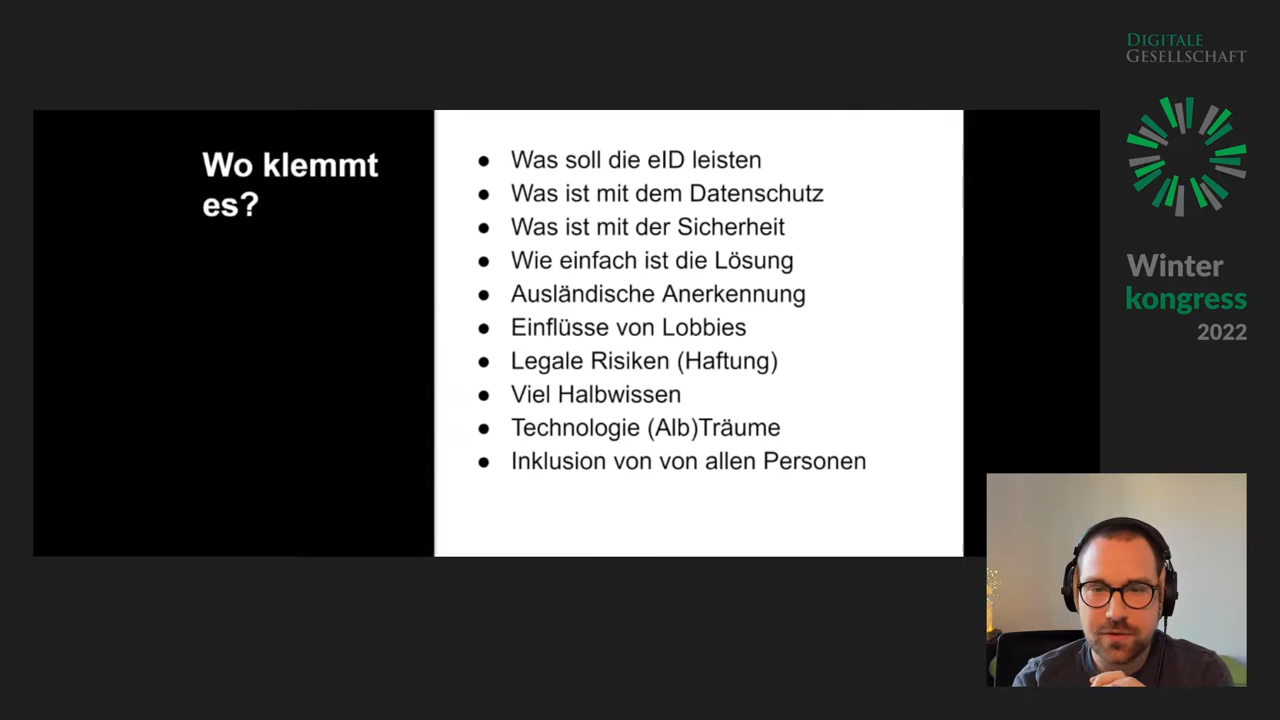 DIGITALE
GESELLSCHAFT
Wo klemmt
es?
● Was soll die eID leisten
● Was ist mit dem Datenschutz
● Was ist mit der Sicherheit
● Wie einfach ist die Lösung
● Ausländische Anerkennung
● Einflüsse von Lobbies
● Legale Risiken (Haftung)
● Viel Halbwissen
● Technologie (Alb)Träume
● Inklusion von von allen Personen
Winter
kongress
2022